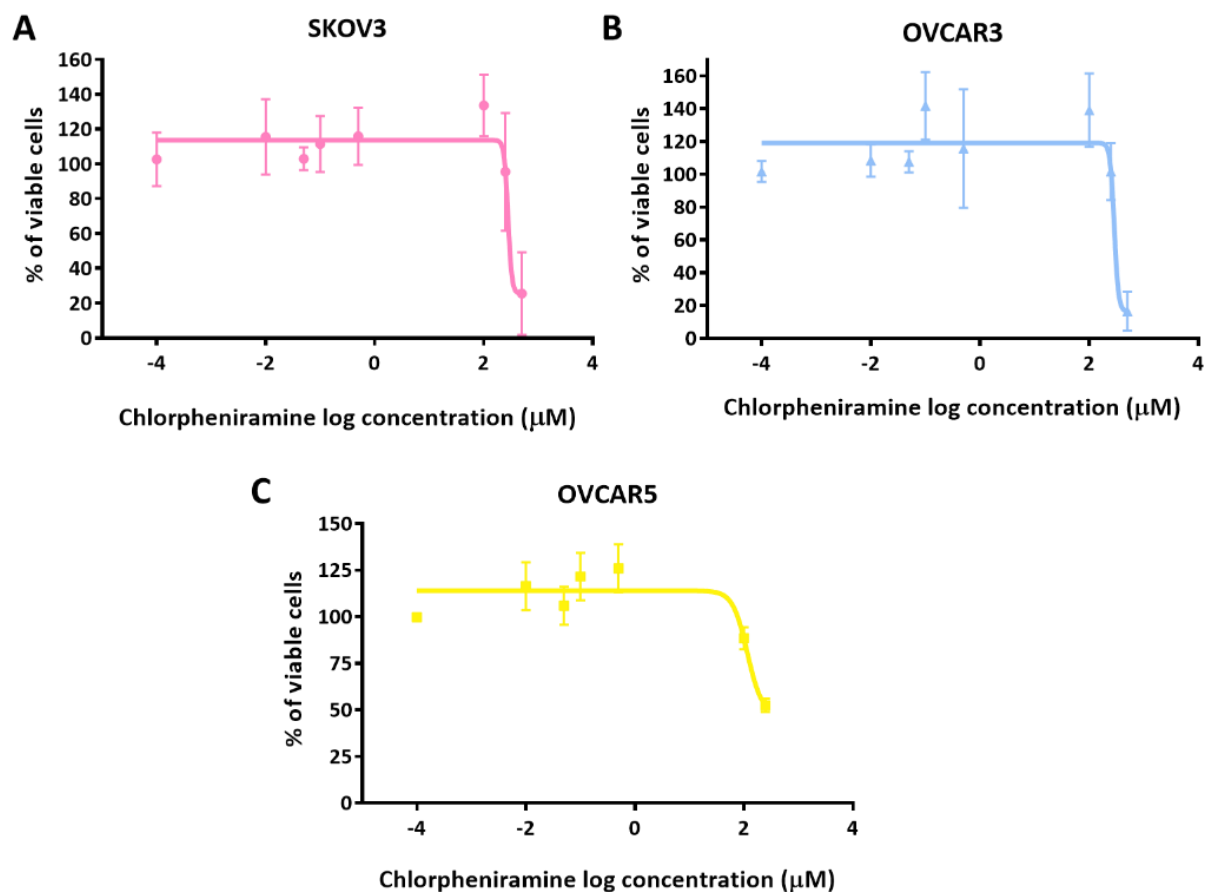 A
SKOV3
% of viable cells
160
140
120
100
80
60
40
20
0
-4 -2 0 2 4
Chlorpheniramine log concentration (μM)
B
OVCAR3
% of viable cells
160
140
120
100
80
60
40
20
0
-4 -2 0 2 4
Chlorpheniramine log concentration (μM)
C
OVCAR5
% of viable cells
150
125
100
75
50
25
0
-4 -2 0 2 4
Chlorpheniramine log concentration (μM)